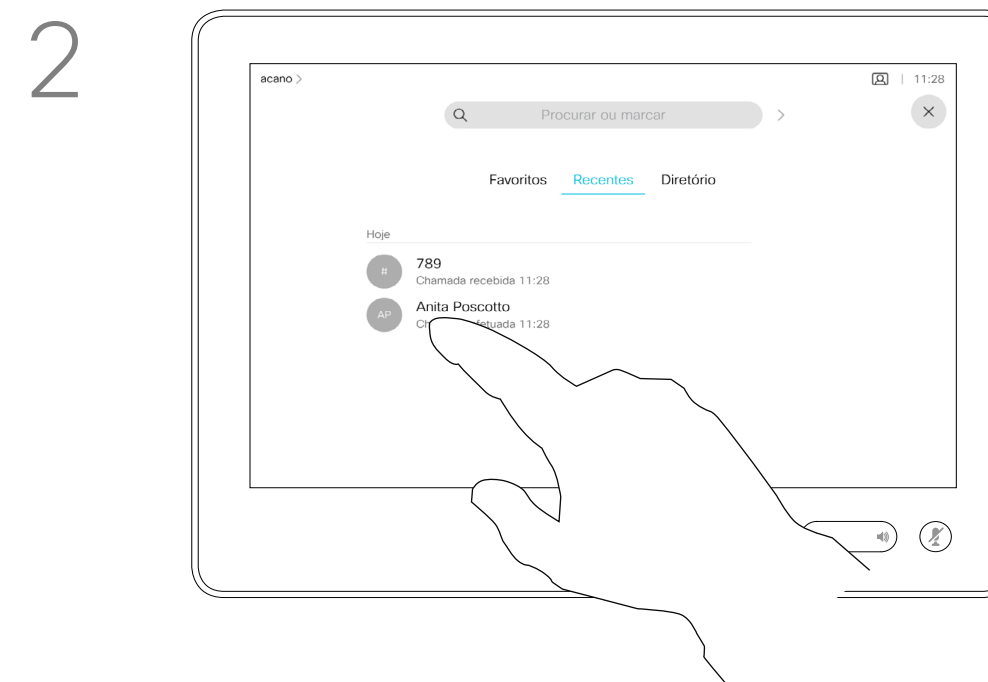 2
acano >
11:28
Procurar ou marcar
Favoritos Recentes Diretório
Hoje
#
789
Chamada recebida 11:28
AP
Anita Poscotto
11:28